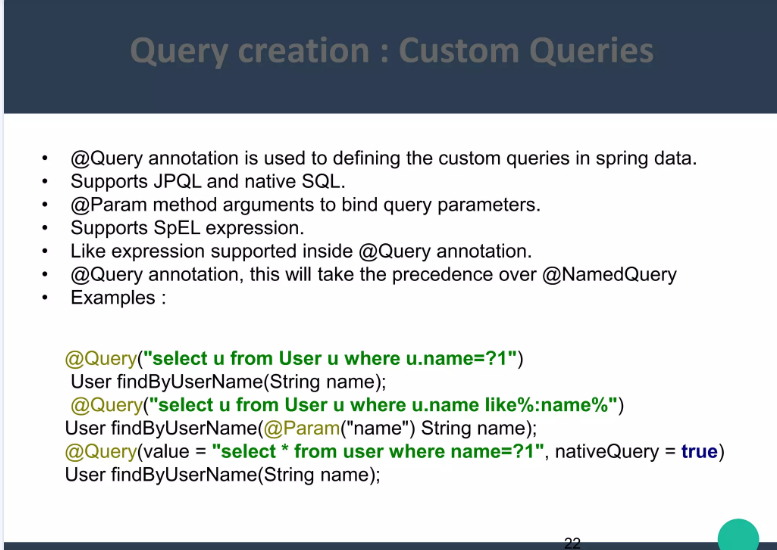 Query creation : Custom Queries
• @Query annotation is used to defining the custom queries in spring data.
• Supports JPQL and native SQL.
• @Param method arguments to bind query parameters.
• Supports SpEL expression.
• Like expression supported inside @Query annotation.
• @Query annotation, this will take the precedence over @NamedQuery
• Examples :
@Query("select u from User u where u.name=?1")
User findByUserName(String name);
@Query("select u from User u where u.name like%:name%")
User findByUserName(@Param("name") String name);
@Query(value = "select * from user where name=?1", nativeQuery = true)
User findByUserName(String name);
22